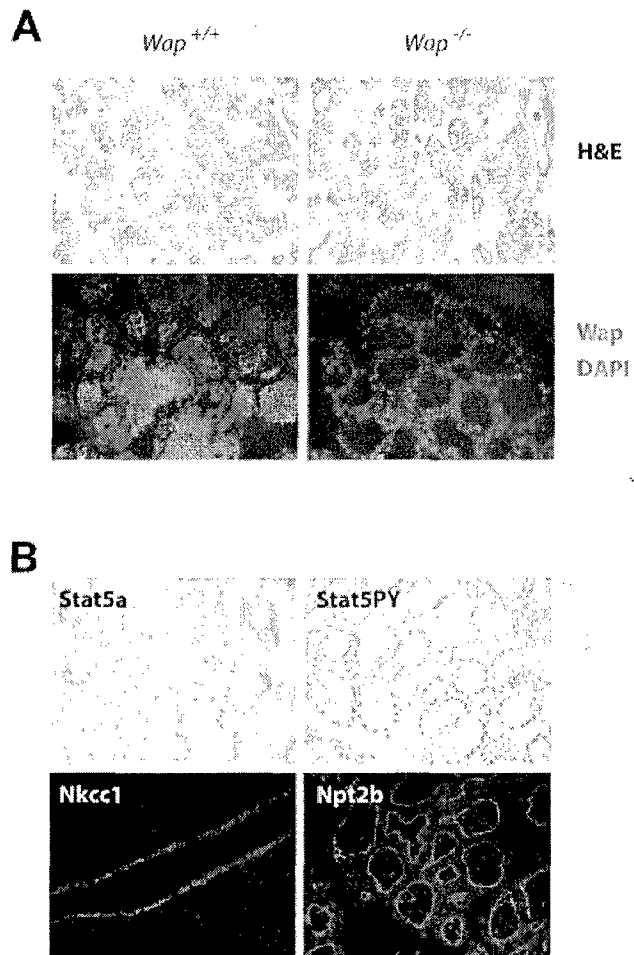 A
Wap +/+
Wap -/-
H&E
Wap
DAPI
B
Stat5a
Stat5PY
Nkcc1
Npt2b